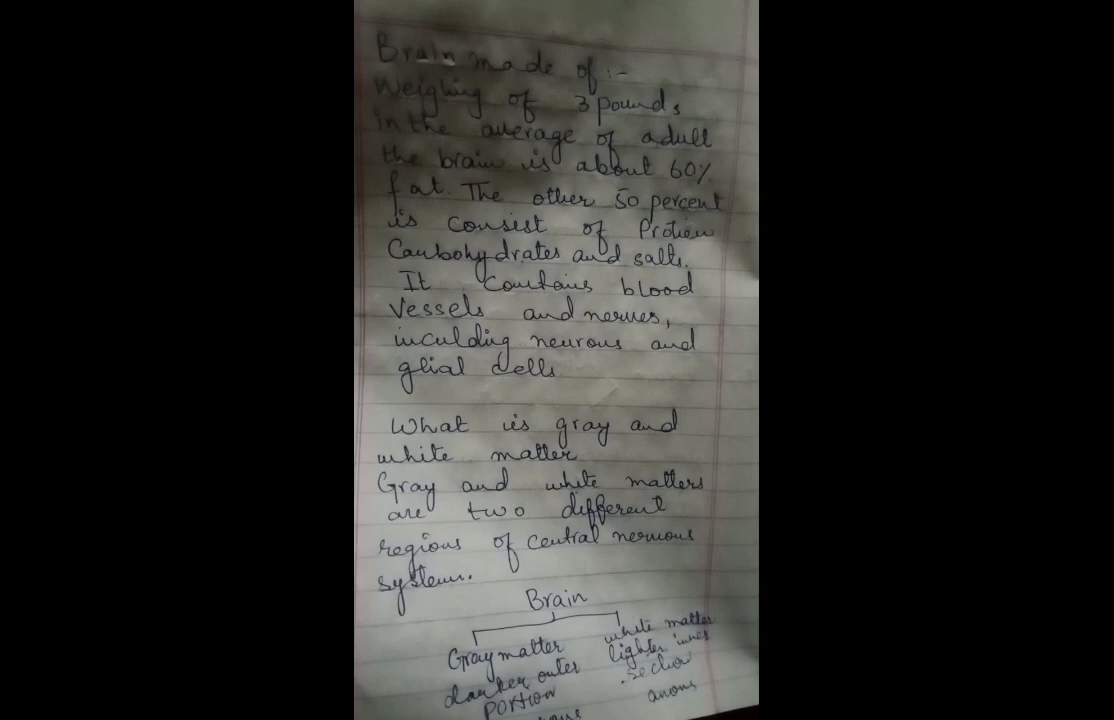 Brain made of :-
Weighing of 3 pounds
in the average of adull
the brain is about 60%
fat. The other 50 percent
is consist of Protien
Carbohydrates and salts.
It contains blood
Vessels and nerves,
inculding neurons and
glial cells
What is gray and
white matter
Gray and white matters
are two different
regions of central nervous
system.
Brain
Gray matter white matter
darker outer lighter inner
portion section
axons